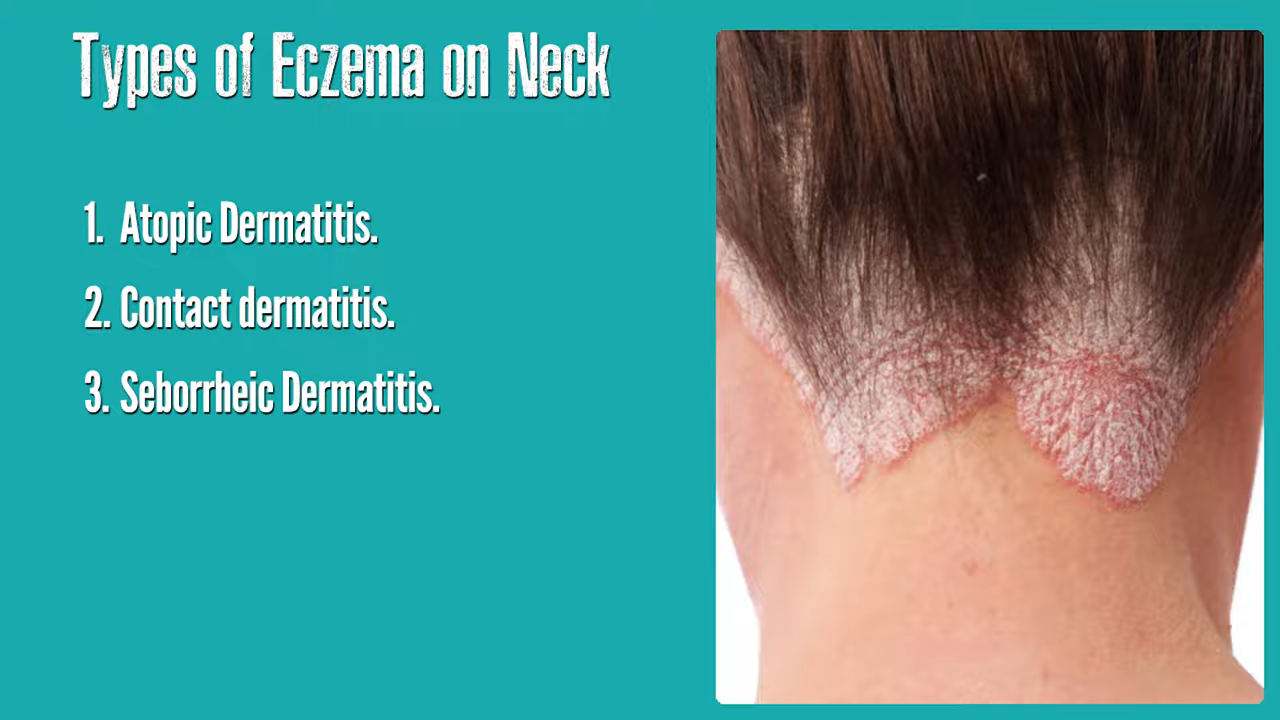 Types of Eczema on Neck
1. Atopic Dermatitis.
2. Contact dermatitis.
3. Seborrheic Dermatitis.